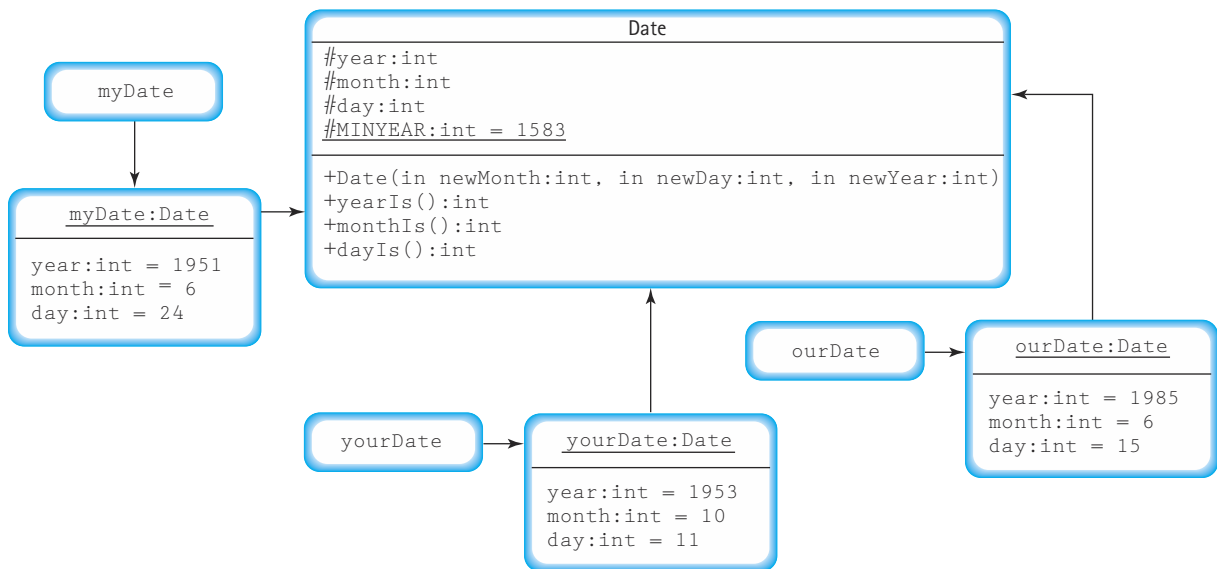 Date
#year:int
#month:int
#day:int
#MINYEAR:int = 1583
+Date(in newMonth:int, in newDay:int, in newYear:int)
+yearIs():int
+monthIs():int
+dayIs():int
myDate
myDate:Date
year:int = 1951
month:int = 6
day:int = 24
yourDate
yourDate:Date
year:int = 1953
month:int = 10
day:int = 11
ourDate
ourDate:Date
year:int = 1985
month:int = 6
day:int = 15